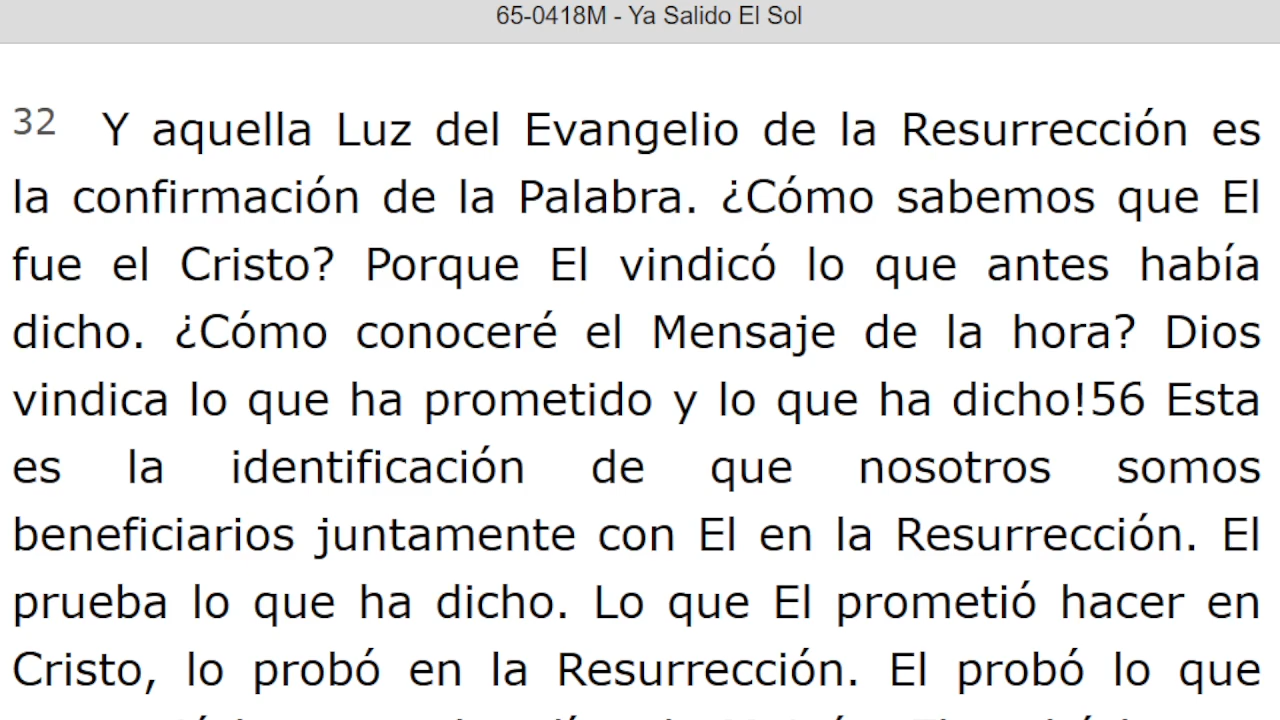 65-0418M - Ya Salido El Sol
32 Y aquella Luz del Evangelio de la Resurrección es
la confirmación de la Palabra. ¿Cómo sabemos que El
fue el Cristo? Porque El vindicó lo que antes había
dicho. ¿Cómo conoceré el Mensaje de la hora? Dios
vindica lo que ha prometido y lo que ha dicho!56 Esta
es la identificación de que nosotros somos
beneficiarios juntamente con El en la Resurrección. El
prueba lo que ha dicho. Lo que El prometió hacer en
Cristo, lo probó en la Resurrección. El probó lo que